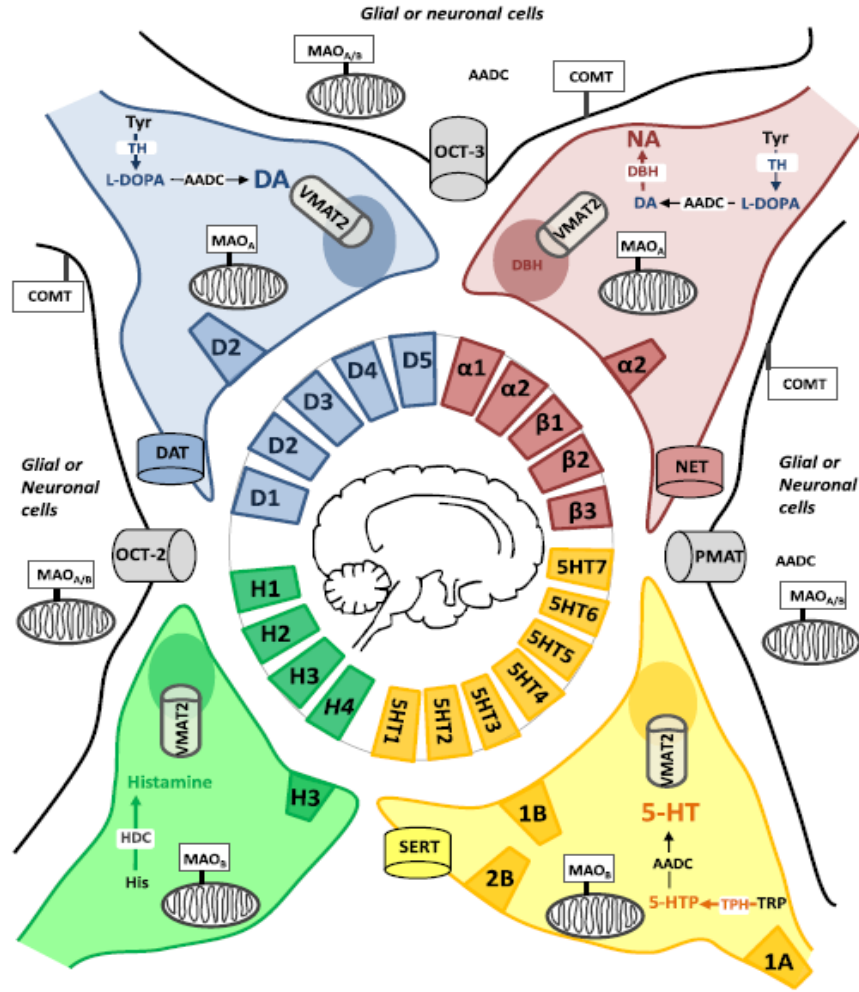 Glial or neuronal cells
MAOA/B
AADC
COMT
OCT-3
Tyr
TH
L-DOPA
AADC
DA
VMAT2
MAOA
D2
DAT
COMT
NA
DBH
DA
AADC
Tyr
TH
L-DOPA
VMAT2
DBH
MAOA
α2
NET
COMT
D1
D2
D3
D4
D5
α1
α2
β1
β2
β3
5HT7
5HT6
5HT5
5HT4
5HT3
5HT2
5HT1
H4
H3
H2
H1
Glial or
Neuronal
cells
OCT-2
MAOA/B
Glial or
Neuronal
cells
PMAT
AADC
MAOA/B
VMAT2
Histamine
HDC
His
MAOB
H3
SERT
1B
2B
VMAT2
5-HT
AADC
5-HTP
TPH
TRP
MAOB
1A